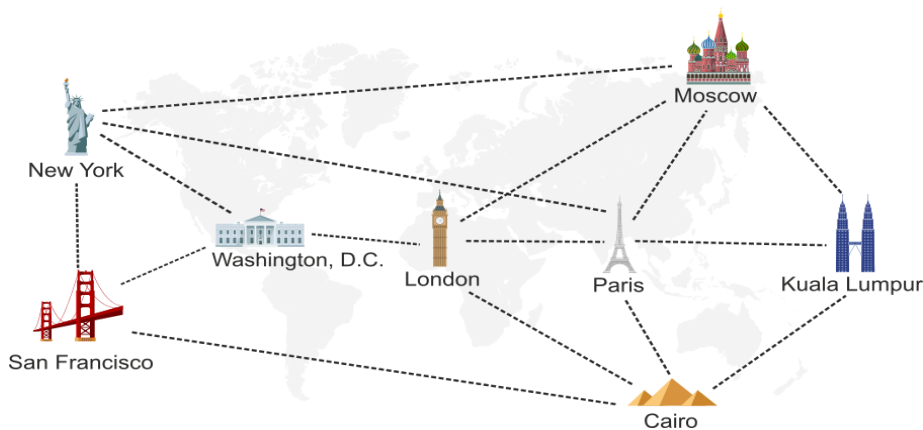 Moscow
New York
Washington, D.C.
London
Paris
Kuala Lumpur
San Francisco
Cairo